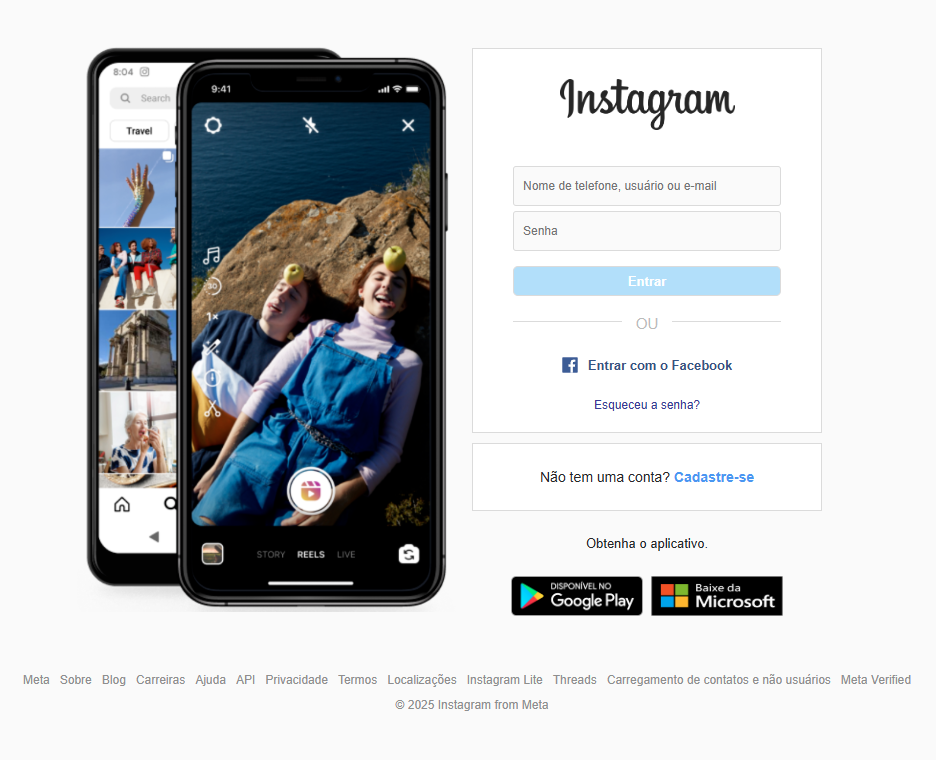 8:04
Search
Travel
9:41
30
1x
STORY REELS LIVE
Instagram
Nome de telefone, usuário ou e-mail
Senha
Entrar
OU
Entrar com o Facebook
Esqueceu a senha?
Não tem uma conta? Cadastre-se
Obtenha o aplicativo.
DISPONÍVEL NO
Google Play
Baixe da
Microsoft
Meta Sobre Blog Carreiras Ajuda API Privacidade Termos Localizações Instagram Lite Threads Carregamento de contatos e não usuários Meta Verified
© 2025 Instagram from Meta